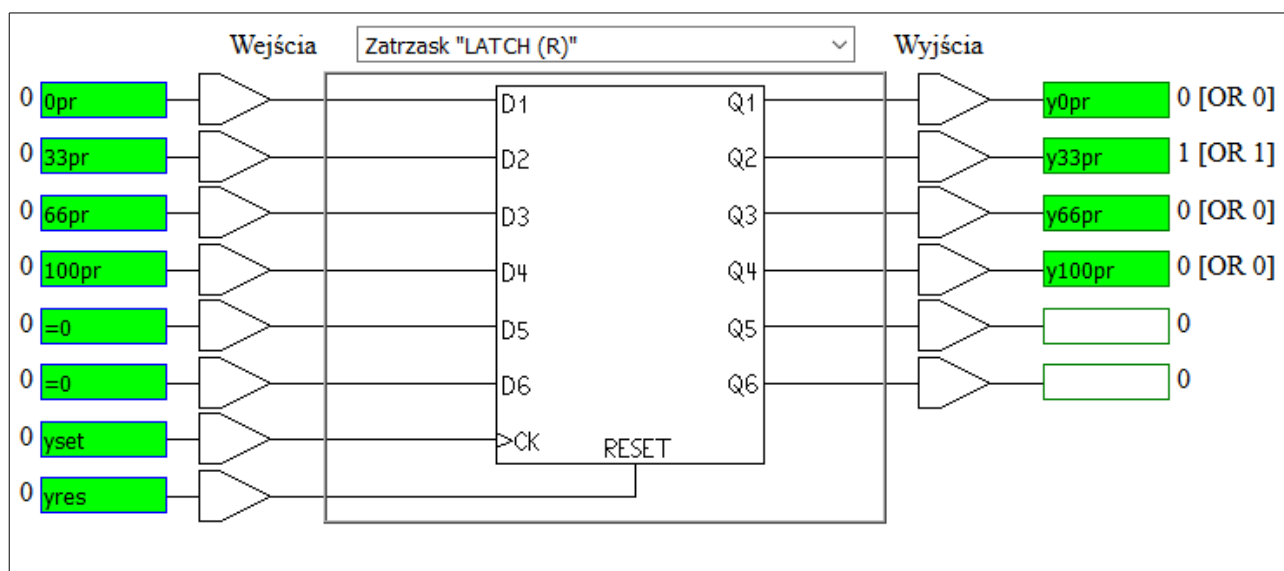 Wejścia Zatrzask "LATCH (R)" Wyjścia
0 0pr D1 Q1 y0pr 0 [OR 0]
0 33pr D2 Q2 y33pr 1 [OR 1]
0 66pr D3 Q3 y66pr 0 [OR 0]
0 100pr D4 Q4 y100pr 0 [OR 0]
0 =0 D5 Q5 0
0 =0 D6 Q6 0
0 yset >CK RESET
0 yres